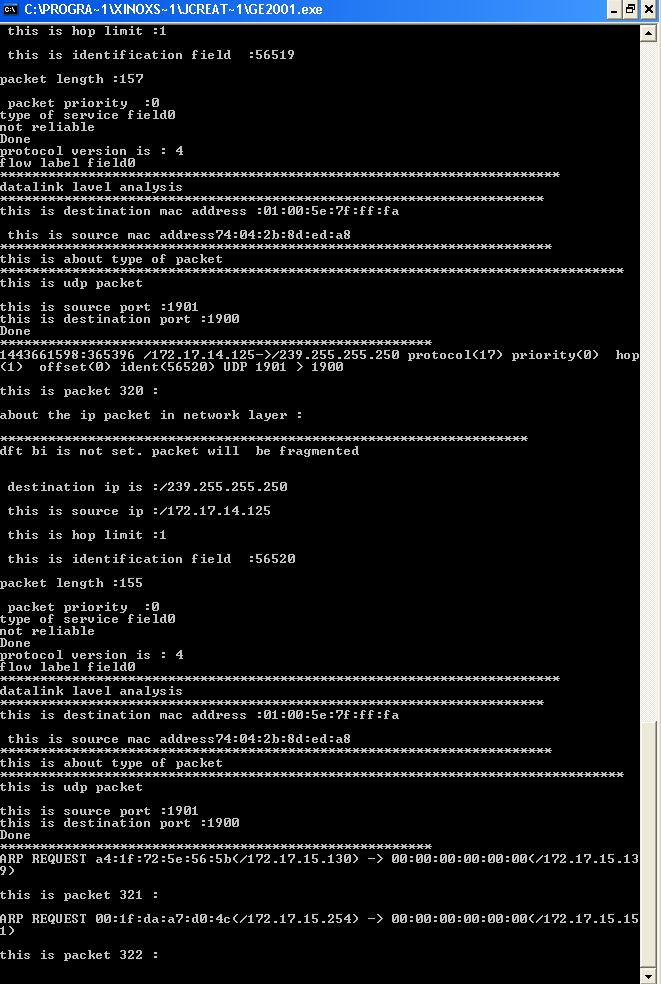 C:\PROGRA~1\XINOXS~1\JCREAT~1\GE2001.exe
this is hop limit :1
this is identification field  :56519
packet length :157
packet priority  :0
type of service field0
not reliable
Done
protocol version is : 4
flow label field0
**********************************************************************
datalink lavel analysis
********************************************************************
this is destination mac address :01:00:5e:7f:ff:fa
this is source mac address74:04:2b:8d:ed:a8
*********************************************************************
this is about type of packet
******************************************************************************
this is udp packet
this is source port :1901
this is destination port :1900
Done
******************************************************
1443661598:365396 /172.17.14.125->/239.255.255.250 protocol(17) priority(0)  hop
(1)  offset(0) ident(56520) UDP 1901 > 1900
this is packet 320 :
about the ip packet in network layer :
******************************************************************
dft bi is not set. packet will  be fragmented
destination ip is :/239.255.255.250
this is source ip :/172.17.14.125
this is hop limit :1
this is identification field  :56520
packet length :155
packet priority  :0
type of service field0
not reliable
Done
protocol version is : 4
flow label field0
**********************************************************************
datalink lavel analysis
********************************************************************
this is destination mac address :01:00:5e:7f:ff:fa
this is source mac address74:04:2b:8d:ed:a8
*********************************************************************
this is about type of packet
******************************************************************************
this is udp packet
this is source port :1901
this is destination port :1900
Done
******************************************************
ARP REQUEST a4:1f:72:5e:56:5b(/172.17.15.130) -> 00:00:00:00:00:00(/172.17.15.13
9)
this is packet 321 :
ARP REQUEST 00:1f:da:a7:d0:4c(/172.17.15.254) -> 00:00:00:00:00:00(/172.17.15.15
1)
this is packet 322 :